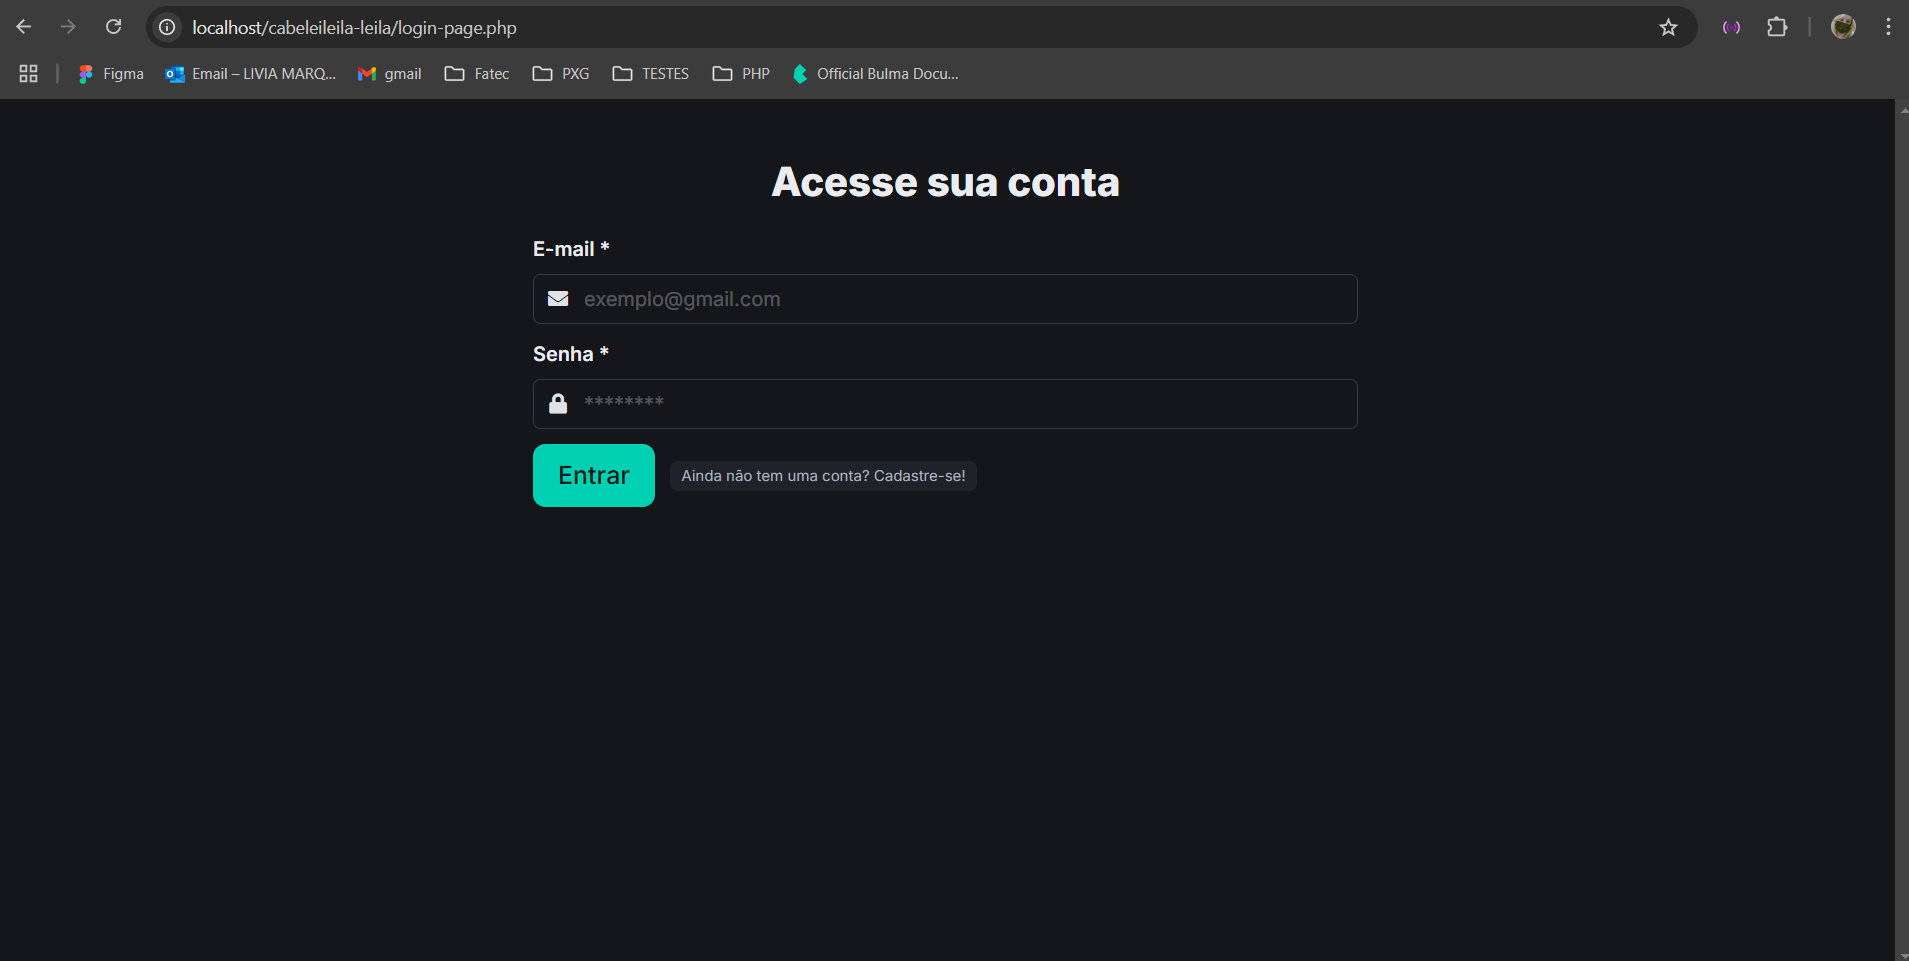 localhost/cabeleileila-leila/login-page.php
Figma
Email – LIVIA MARQ...
gmail
Fatec
PXG
TESTES
PHP
Official Bulma Docu...
Acesse sua conta
E-mail *
exemplo@gmail.com
Senha *
********
Entrar
Ainda não tem uma conta? Cadastre-se!